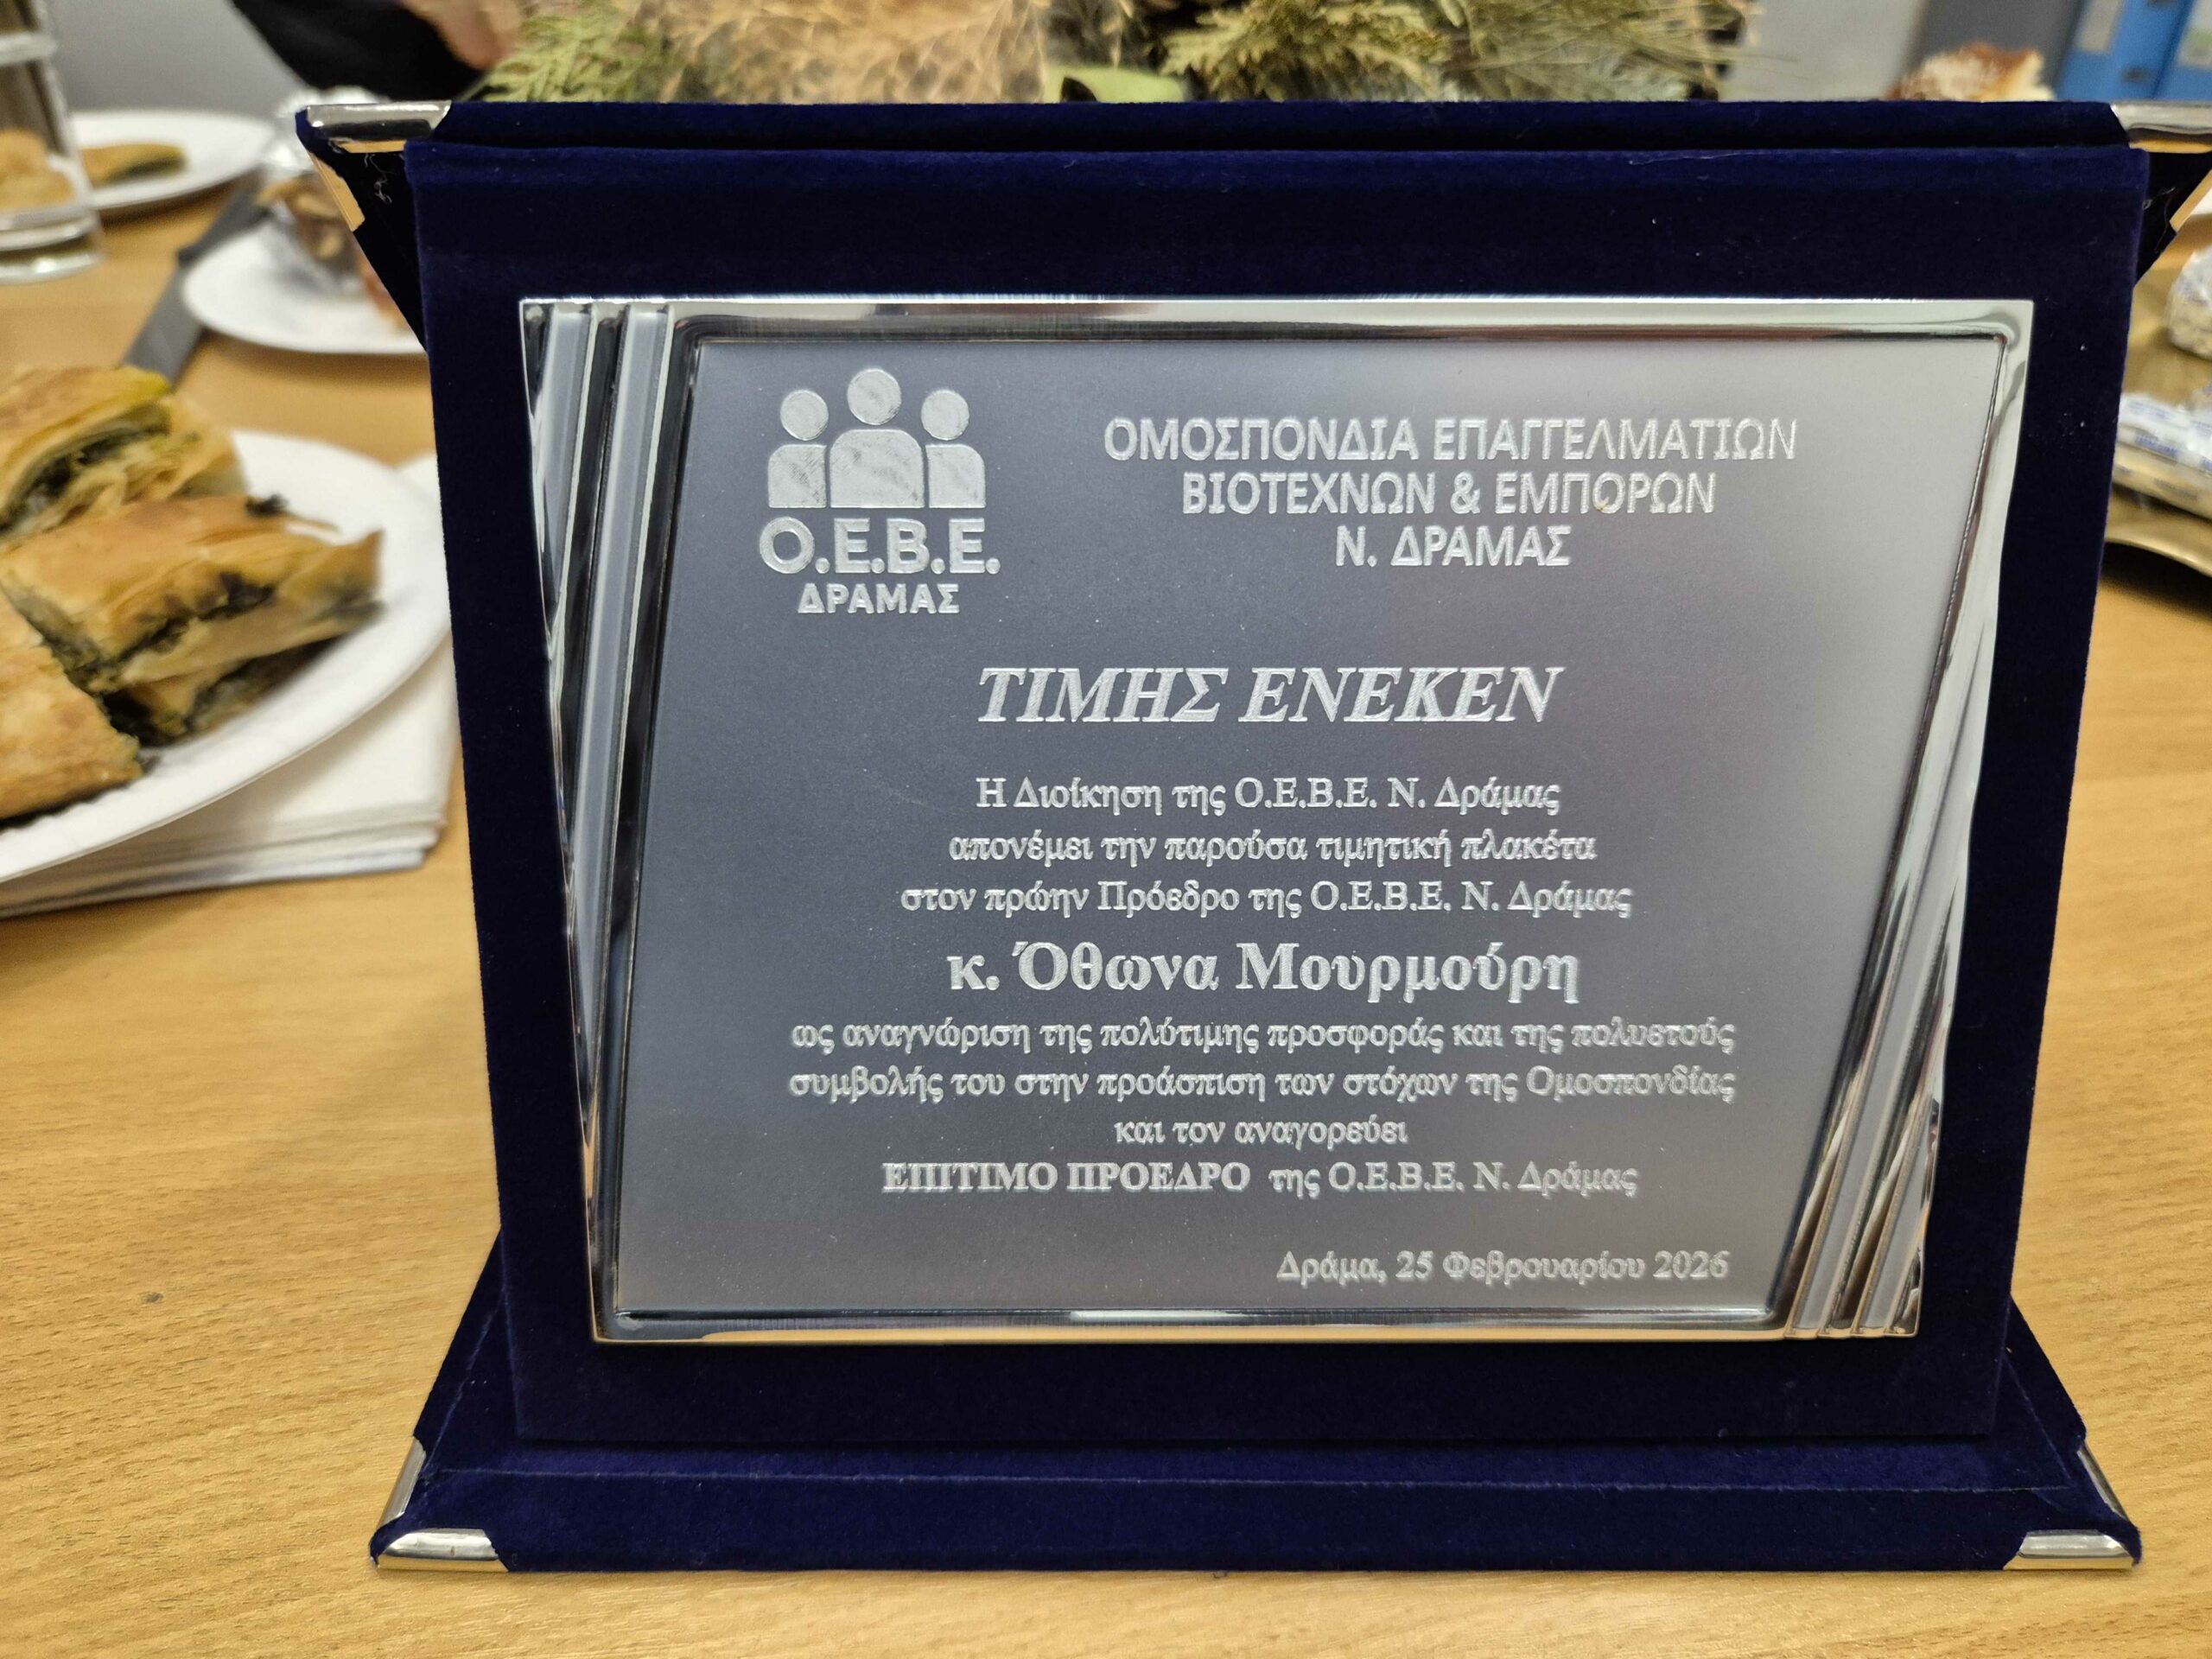 Ο.Ε.Β.Ε.
ΔΡΑΜΑΣ
ΟΜΟΣΠΟΝΔΙΑ ΕΠΑΓΓΕΛΜΑΤΙΩΝ
ΒΙΟΤΕΧΝΩΝ & ΕΜΠΟΡΩΝ
Ν. ΔΡΑΜΑΣ
ΤΙΜΗΣ ΕΝΕΚΕΝ
Η Διοίκηση της Ο.Ε.Β.Ε. Ν. Δράμας
απονέμει την παρούσα τιμητική πλακέτα
στον πρώην Πρόεδρο της Ο.Ε.Β.Ε. Ν. Δράμας
κ. Όθωνα Μουρμούρη
ως αναγνώριση της πολύτιμης προσφοράς και της πολυετούς
συμβολής του στην προάσπιση των στόχων της Ομοσπονδίας
και τον αναγορεύει
ΕΠΙΤΙΜΟ ΠΡΟΕΔΡΟ της Ο.Ε.Β.Ε. Ν. Δράμας
Δράμα, 25 Φεβρουαρίου 2026